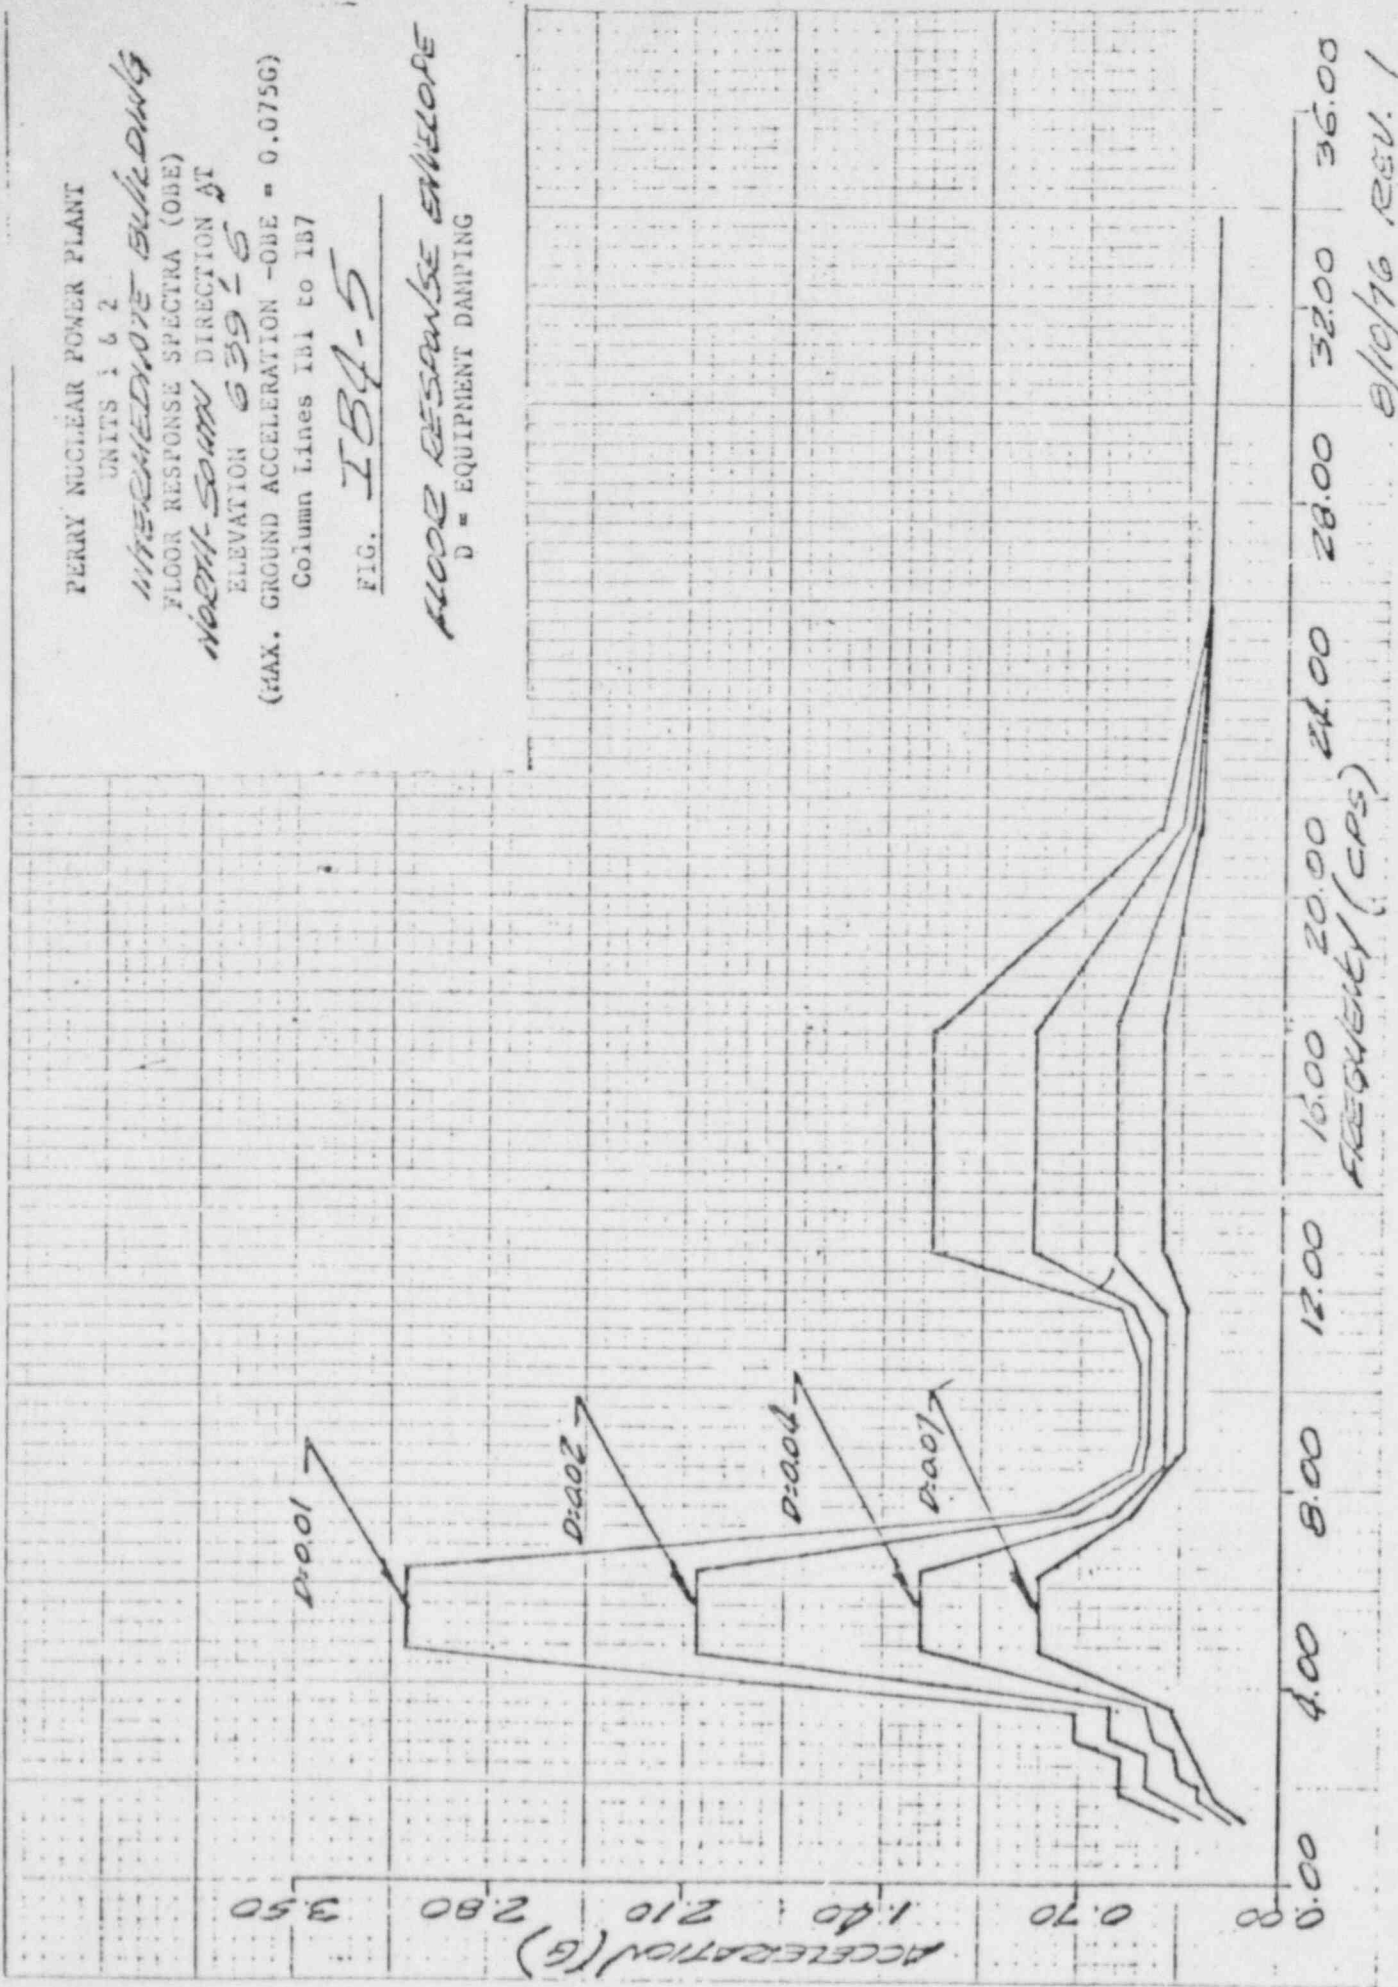 PERRY NUCLEAR POWER PLANT
UNITS 1 & 2
INTERMEDIATE BUILDING
FLOOR RESPONSE SPECTRA (OBE)
NORTH-SOUTH DIRECTION AT
ELEVATION 639'-6"
(MAX. GROUND ACCELERATION -OBE = 0.075G)
Column Lines IB1 to IB7
FIG. IB4-5
FLOOR RESPONSE ENVELOPE
D = EQUIPMENT DAMPING
ACCELERATION (G)
3.50
2.80
2.10
1.40
0.70
0.00
D=0.01
D=0.02
D=0.04
D=0.07
0.00 4.00 8.00 12.00 16.00 20.00 24.00 28.00 32.00 36.00
FREQUENCY (CPS)
8/10/76 REV. 1